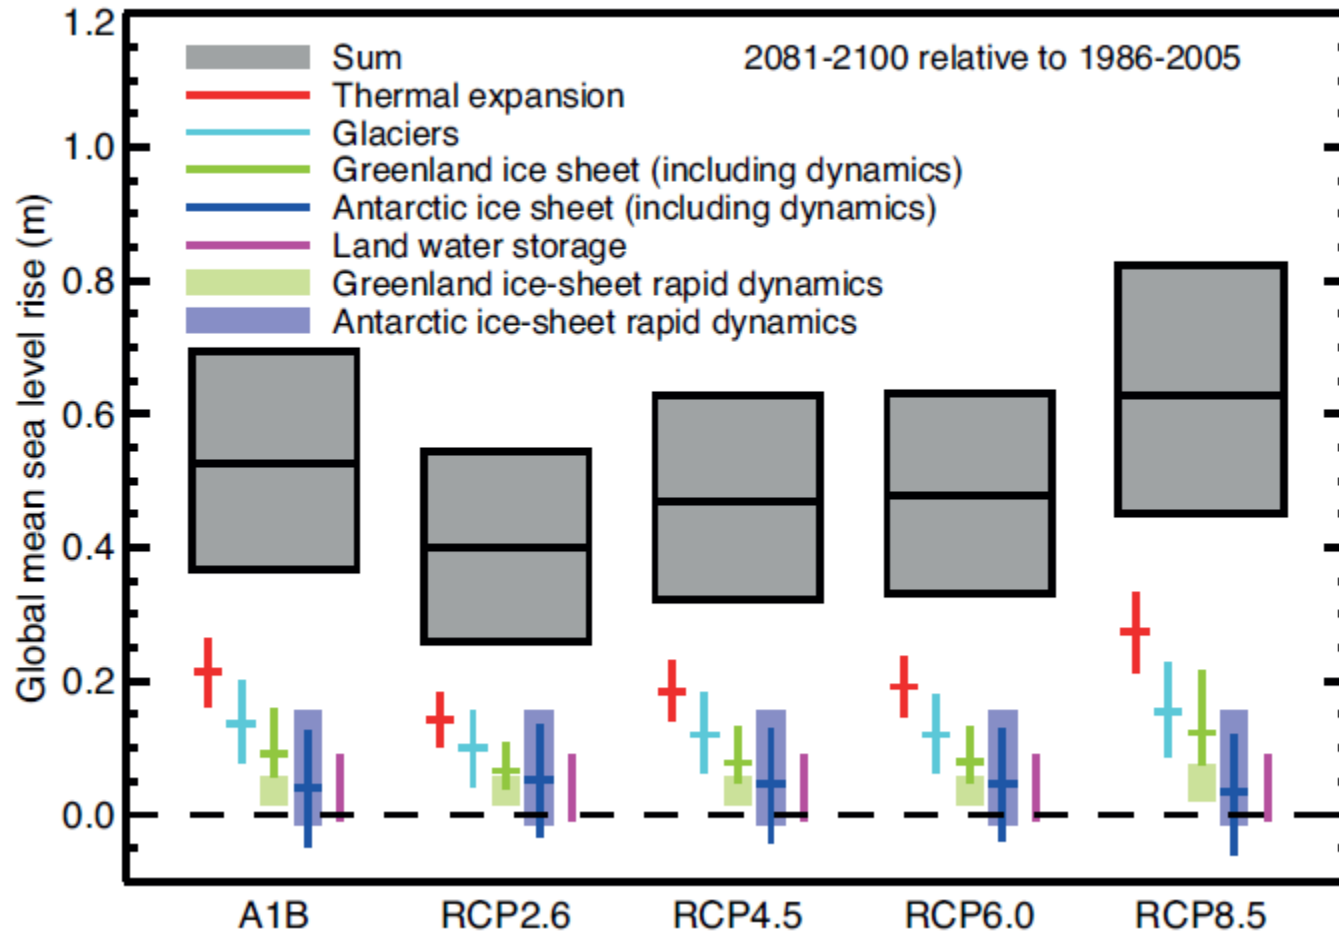 Global mean sea level rise (m)
1.2
1.0
0.8
0.6
0.4
0.2
0.0
Sum
2081-2100 relative to 1986-2005
Thermal expansion
Glaciers
Greenland ice sheet (including dynamics)
Antarctic ice sheet (including dynamics)
Land water storage
Greenland ice-sheet rapid dynamics
Antarctic ice-sheet rapid dynamics
A1B
RCP2.6
RCP4.5
RCP6.0
RCP8.5